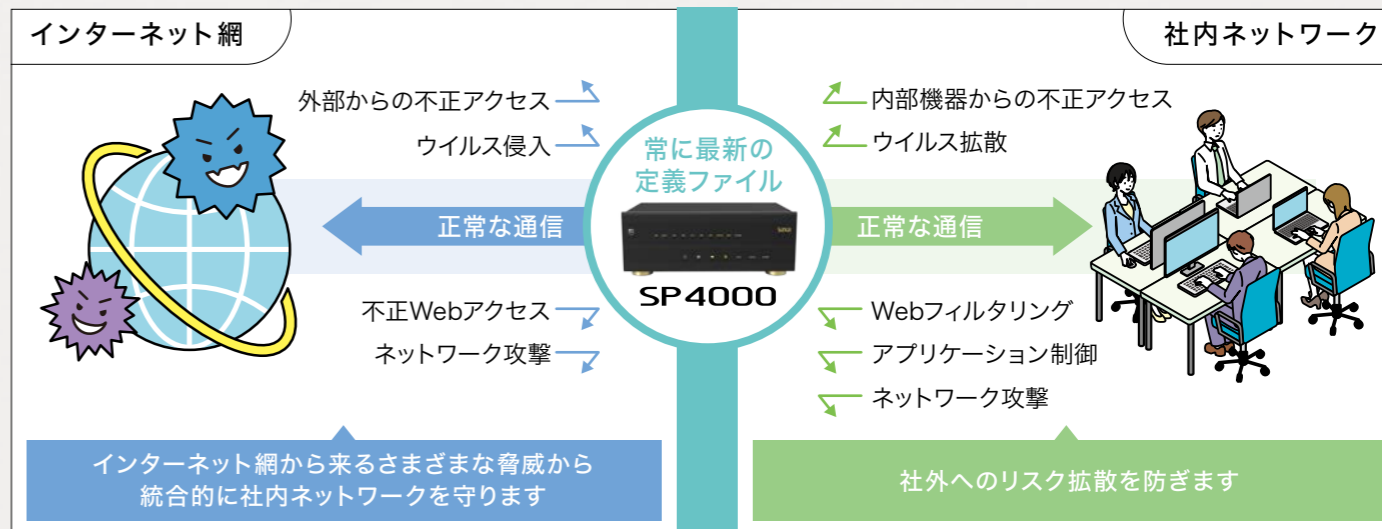 インターネット網
社内ネットワーク
外部からの不正アクセス
ウイルス侵入
内部機器からの不正アクセス
ウイルス拡散
常に最新の
定義ファイル
正常な通信
正常な通信
SP4000
不正Webアクセス
ネットワーク攻撃
Webフィルタリング
アプリケーション制御
ネットワーク攻撃
インターネット網から来るさまざまな脅威から
統合的に社内ネットワークを守ります
社外へのリスク拡散を防ぎます